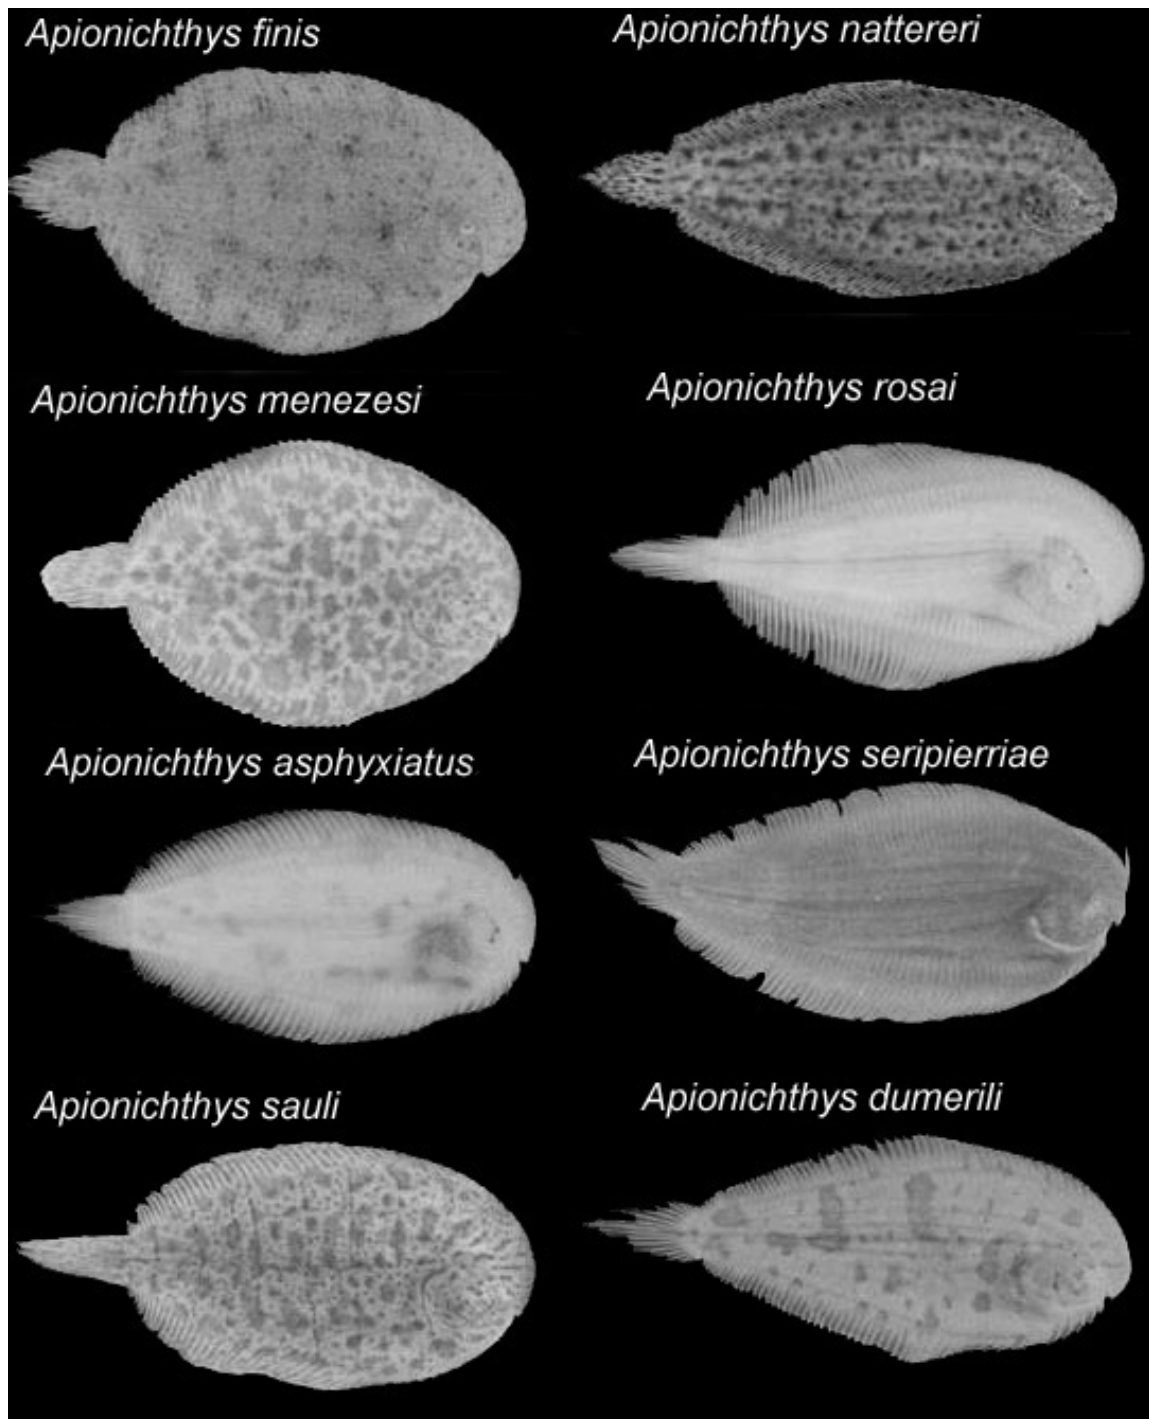 Apionichthys finis
Apionichthys nattereri
Apionichthys menezesi
Apionichthys rosai
Apionichthys asphyxiatus
Apionichthys seripierriae
Apionichthys sauli
Apionichthys dumerili